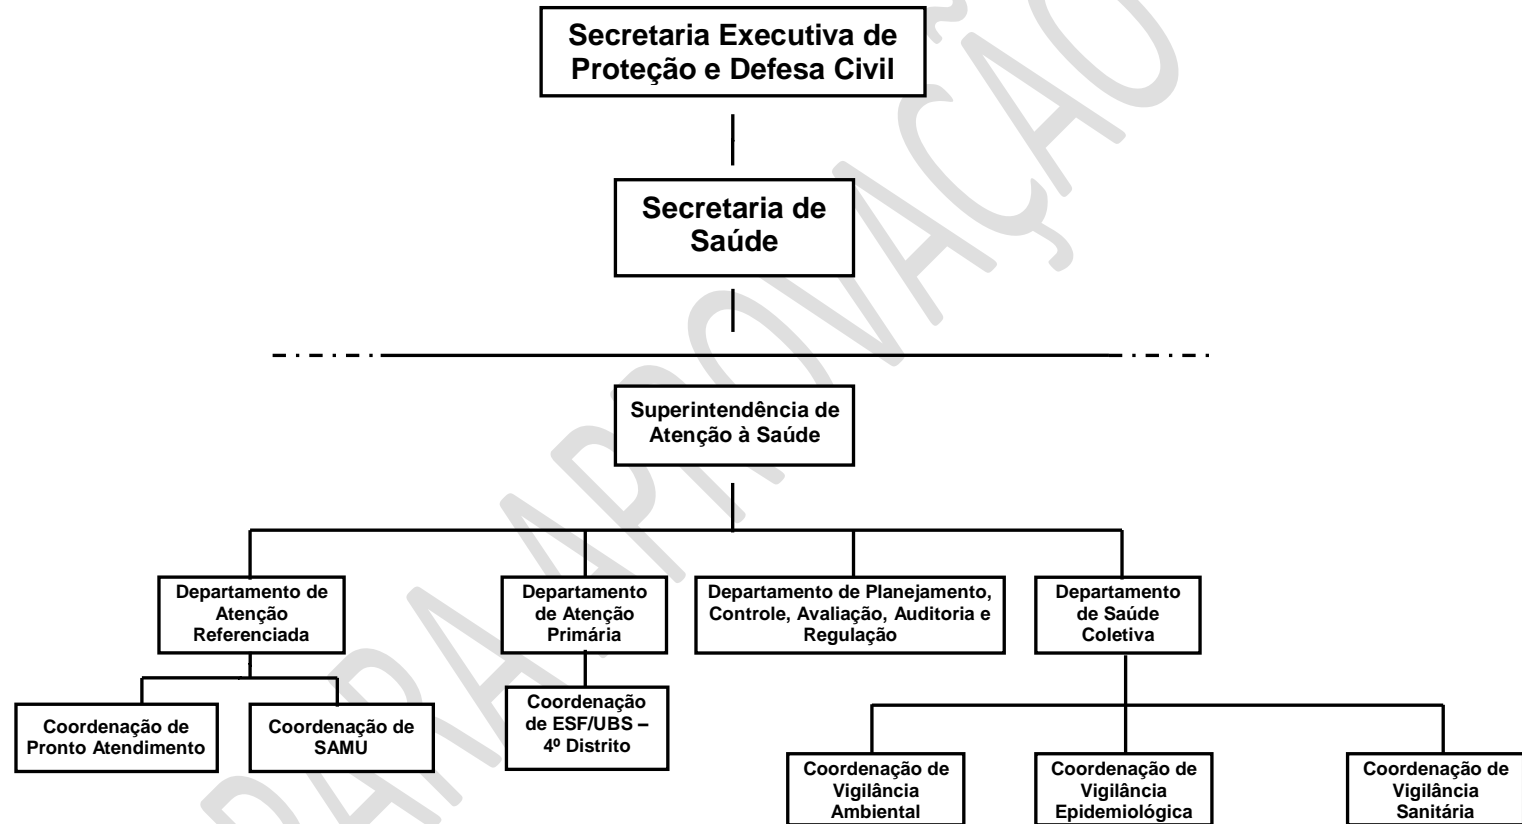 Secretaria Executiva de
Proteção e Defesa Civil
Secretaria de
Saúde
Superintendência de
Atenção à Saúde
Departamento de
Atenção
Referenciada
Departamento
de Atenção
Primária
Departamento de Planejamento,
Controle, Avaliação, Auditoria e
Regulação
Departamento
de Saúde
Coletiva
Coordenação de
Pronto Atendimento
Coordenação de
SAMU
Coordenação
de ESF/UBS –
4º Distrito
Coordenação de
Vigilância
Ambiental
Coordenação de
Vigilância
Epidemiológica
Coordenação de
Vigilância
Sanitária
PARA APROVAÇÃO